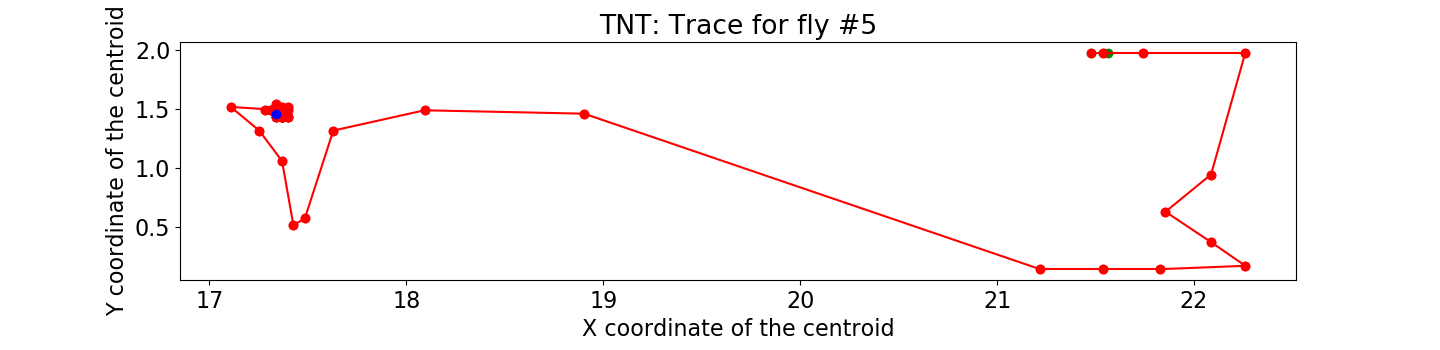 TNT: Trace for fly #5
Y coordinate of the centroid
2.0
1.5
1.0
0.5
17 18 19 20 21 22
X coordinate of the centroid